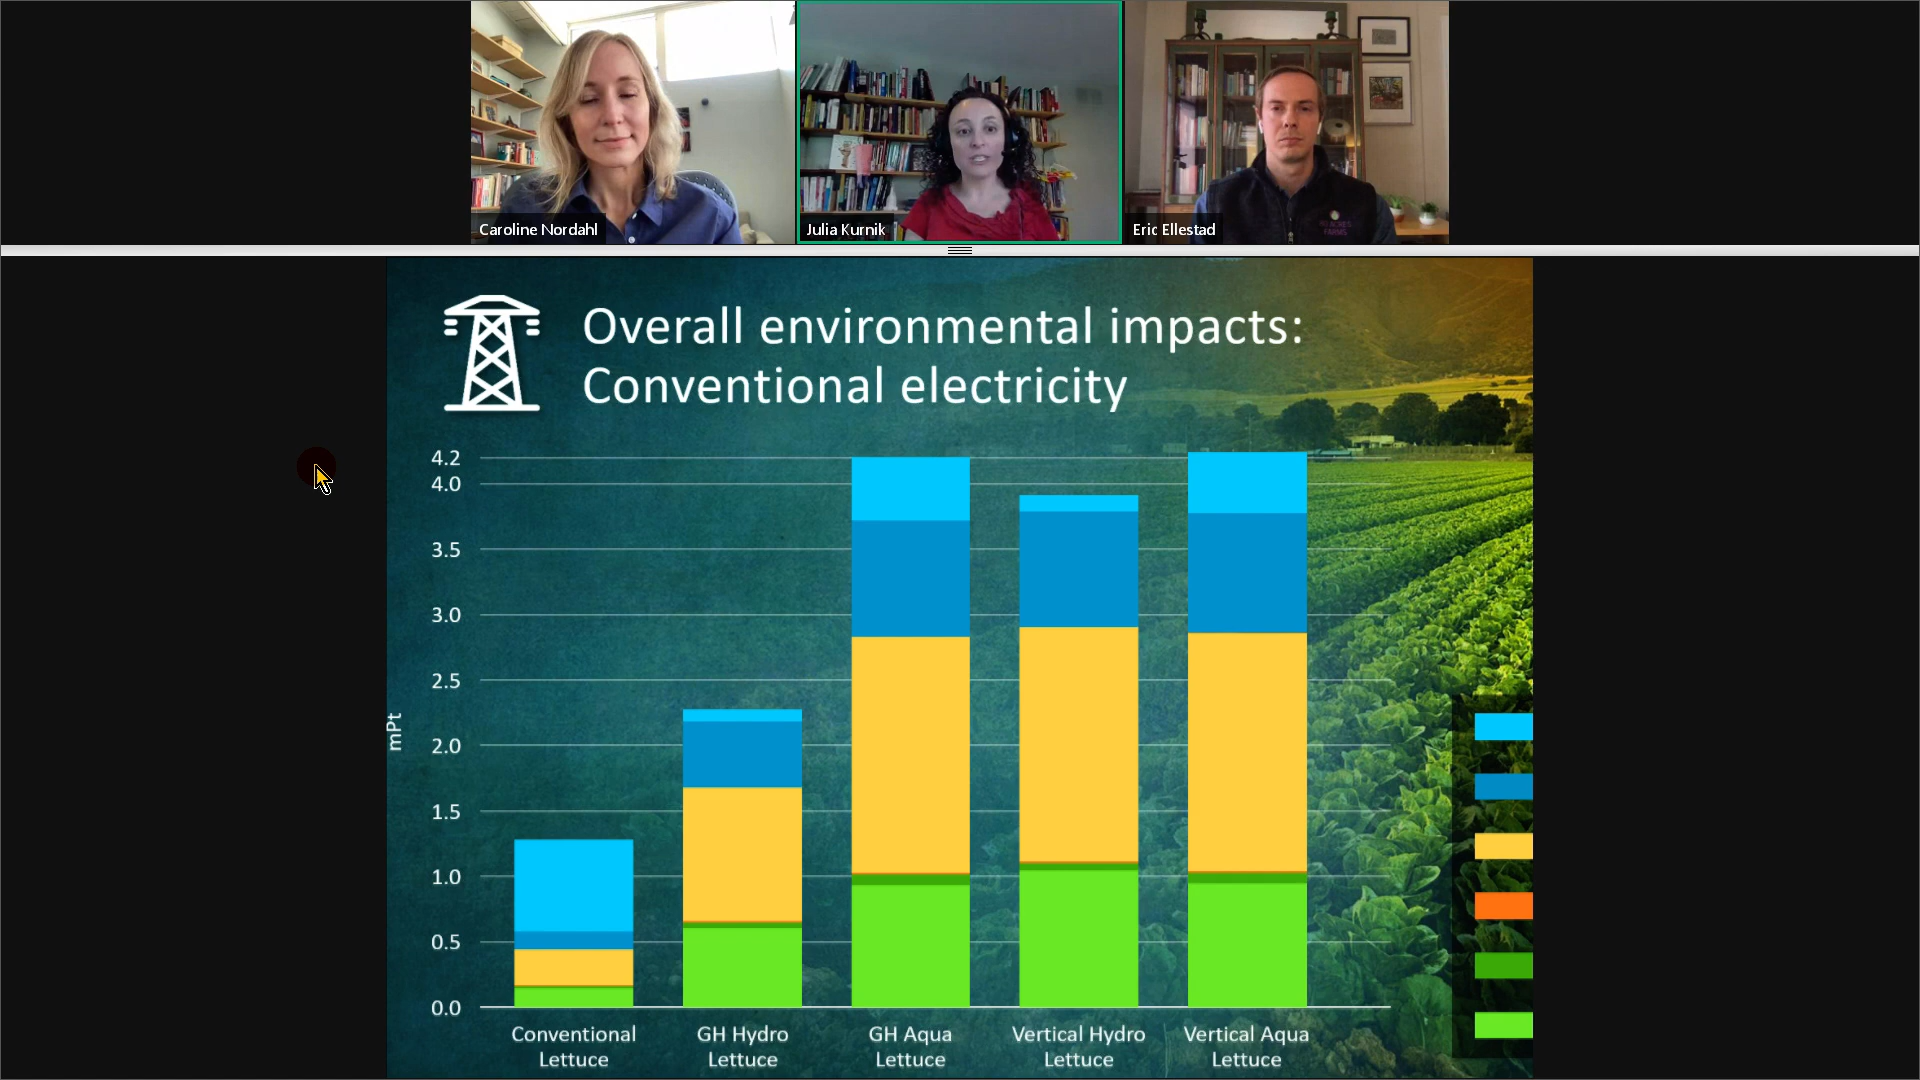 Caroline Nordahl
Julia Kurnik
Eric Ellestad
Overall environmental impacts:
Conventional electricity
4.2
4.0
3.5
3.0
2.5
2.0
1.5
1.0
0.5
0.0
mPt
Conventional
Lettuce
GH Hydro
Lettuce
GH Aqua
Lettuce
Vertical Hydro
Lettuce
Vertical Aqua
Lettuce